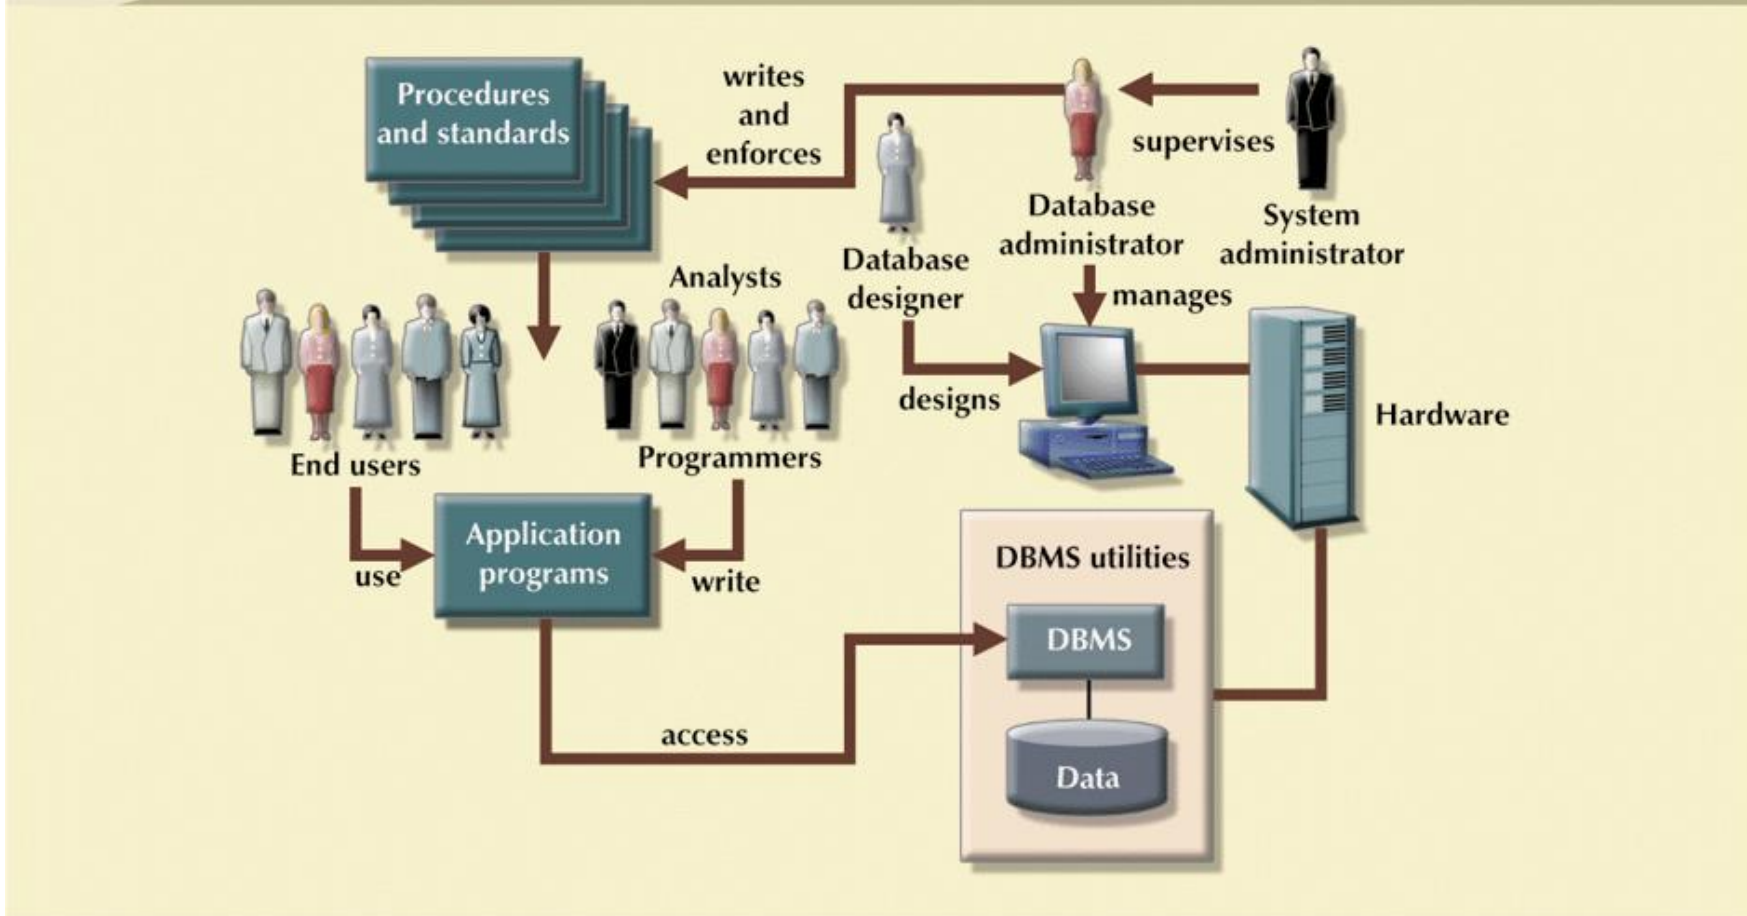 Procedures
and standards
writes
and
enforces
supervises
Database
administrator
System
administrator
Database
designer
manages
Analysts
designs
Hardware
End users
Programmers
Application
programs
use
write
DBMS utilities
DBMS
access
Data